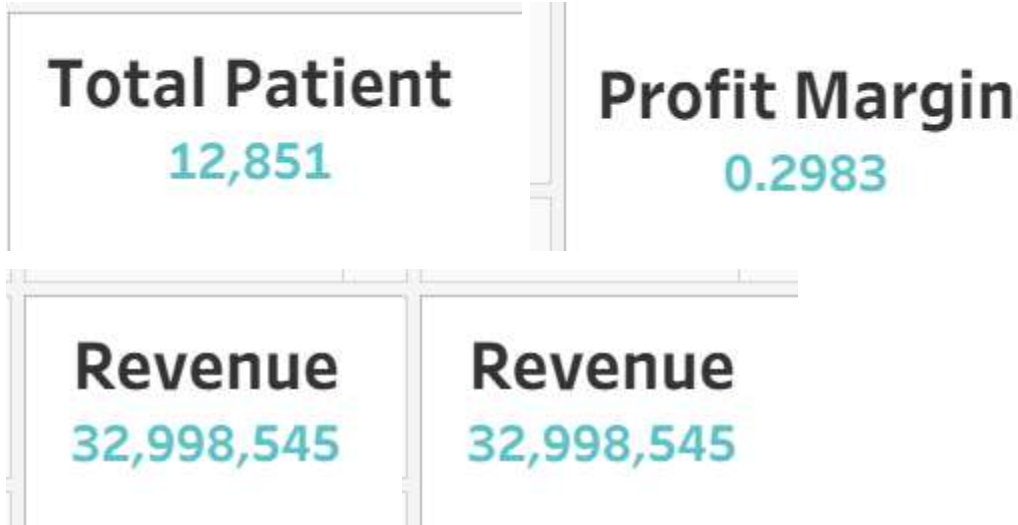 Total Patient
12,851
Profit Margin
0.2983
Revenue
32,998,545
Revenue
32,998,545